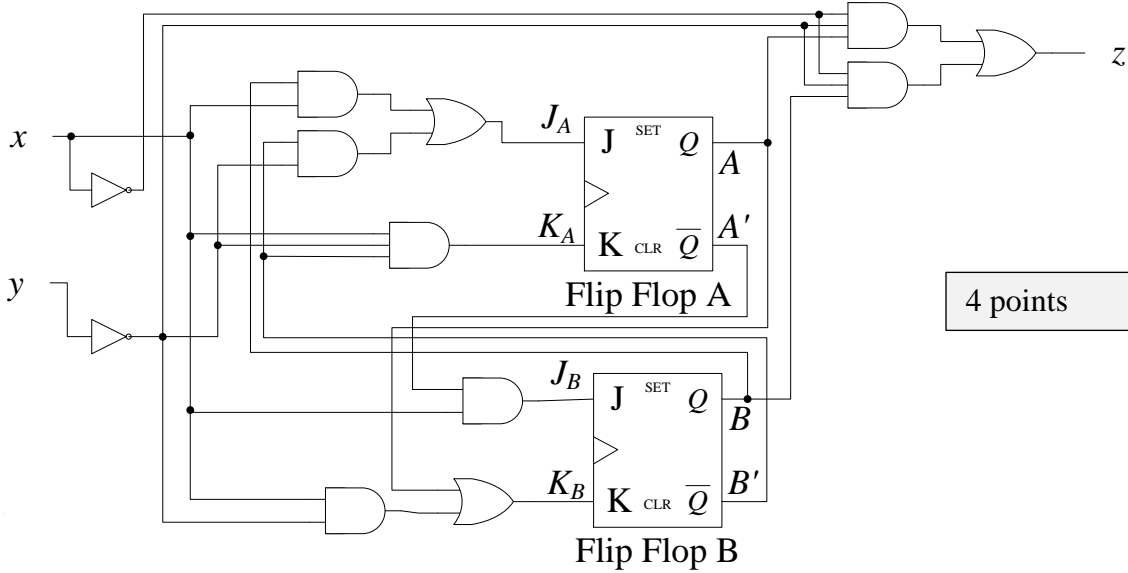 z
x
J_A
J SET Q
A
K_A
A'
K CLR Q̅
y
Flip Flop A
4 points
J_B
J SET Q
B
K_B
B'
K CLR Q̅
Flip Flop B